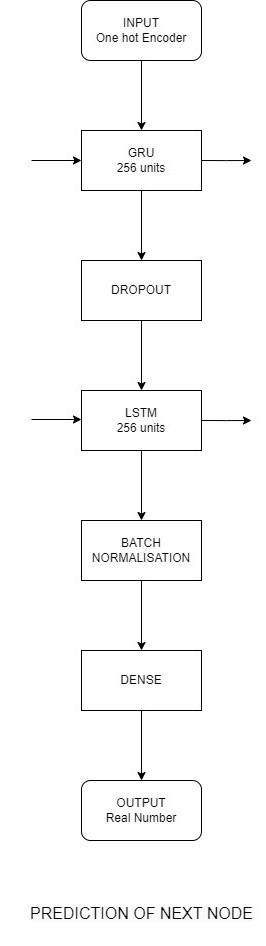 INPUT
One hot Encoder
GRU
256 units
DROPOUT
LSTM
256 units
BATCH
NORMALISATION
DENSE
OUTPUT
Real Number
PREDICTION OF NEXT NODE